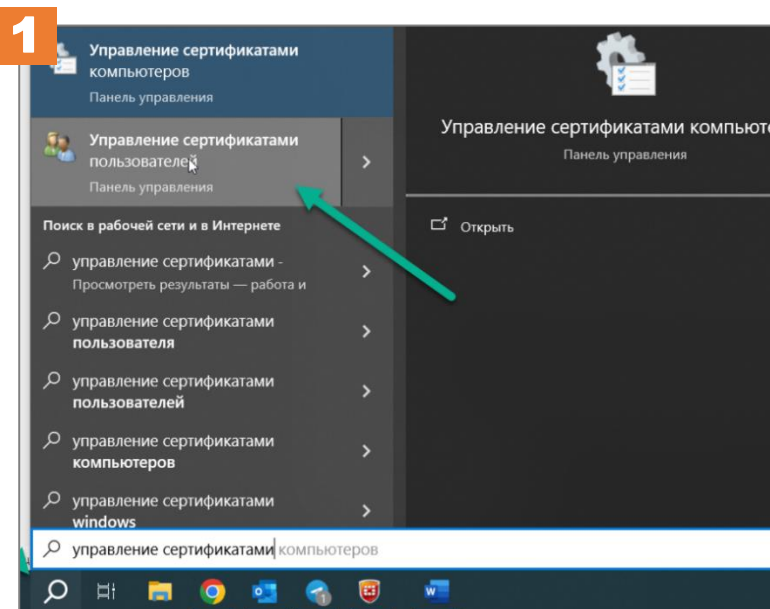 1
Управление сертификатами
компьютеров
Панель управления
Управление сертификатами
пользователей
Панель управления
Поиск в рабочей сети и в Интернете
управление сертификатами -
Просмотреть результаты — работа и
управление сертификатами
пользователя
управление сертификатами
пользователей
управление сертификатами
компьютеров
управление сертификатами
windows
управление сертификатами компьютеров
Управление сертификатами компьюте
Панель управления
Открыть